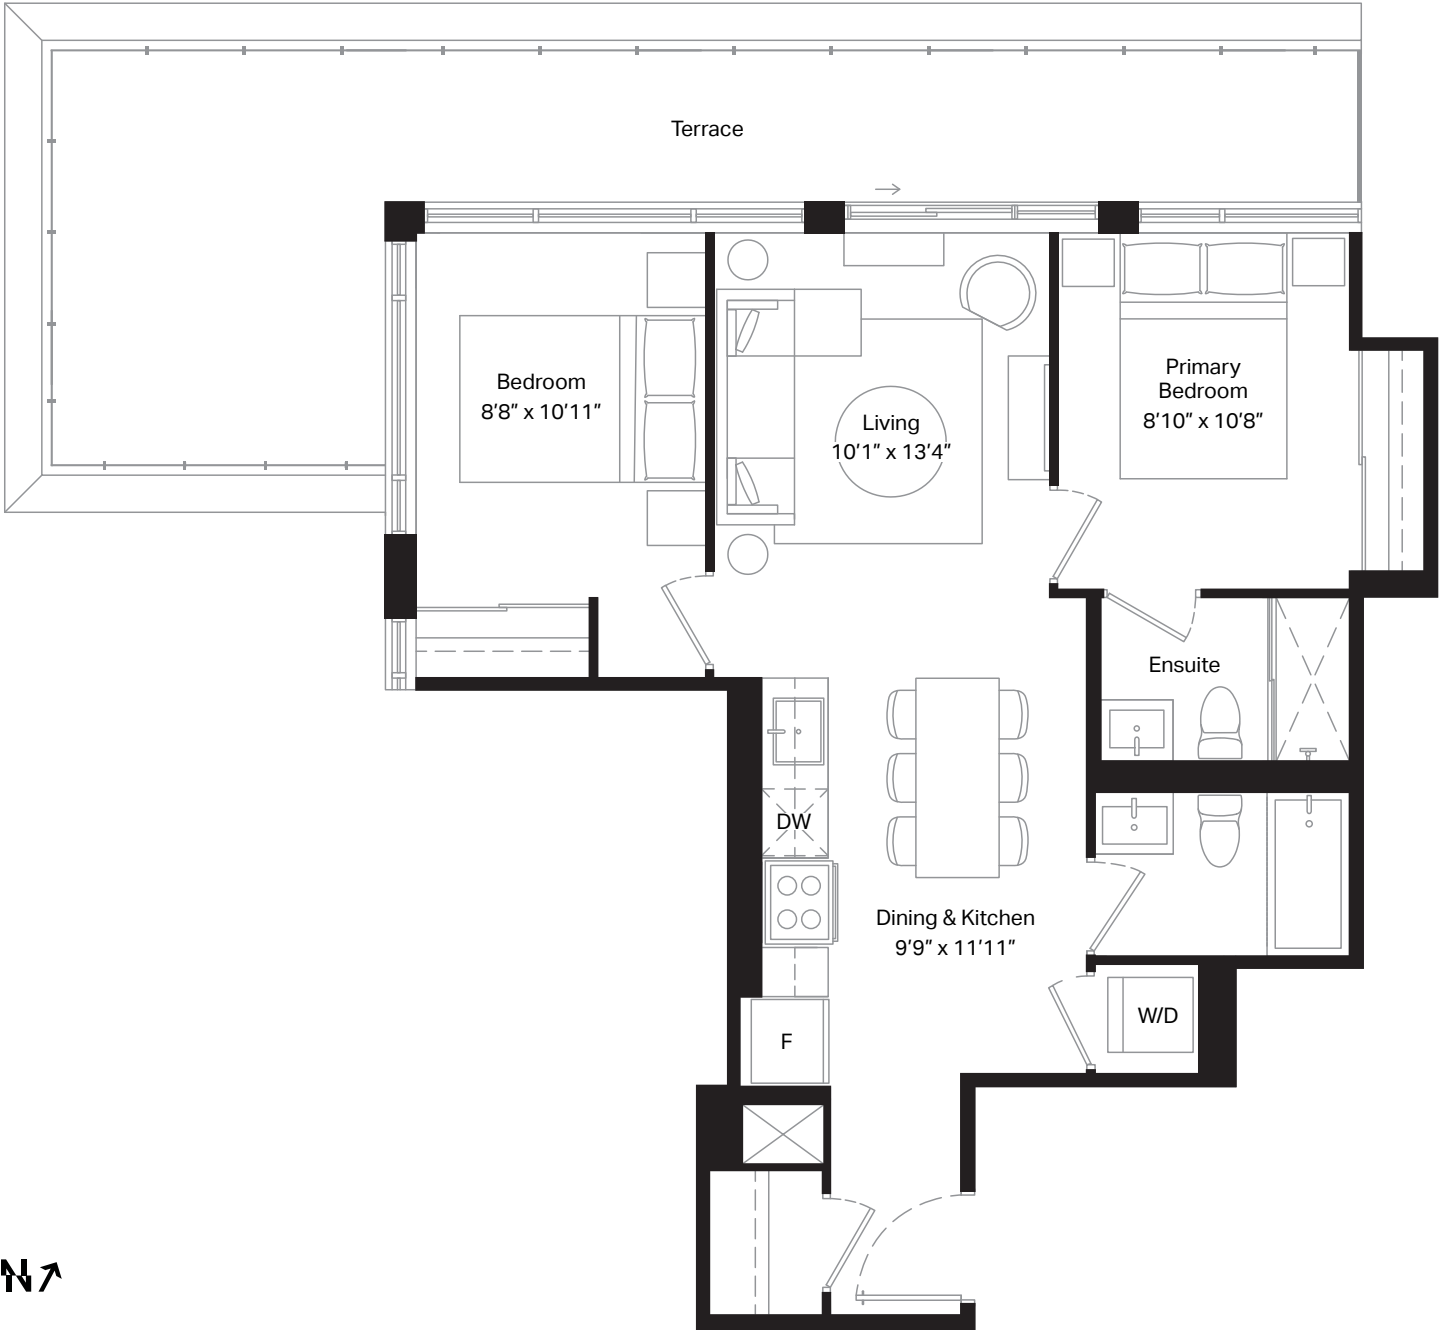 Terrace
Bedroom
8'8" x 10'11"
Living
10'1" x 13'4"
Primary
Bedroom
8'10" x 10'8"
Ensuite
DW
Dining & Kitchen
9'9" x 11'11"
W/D
F
N